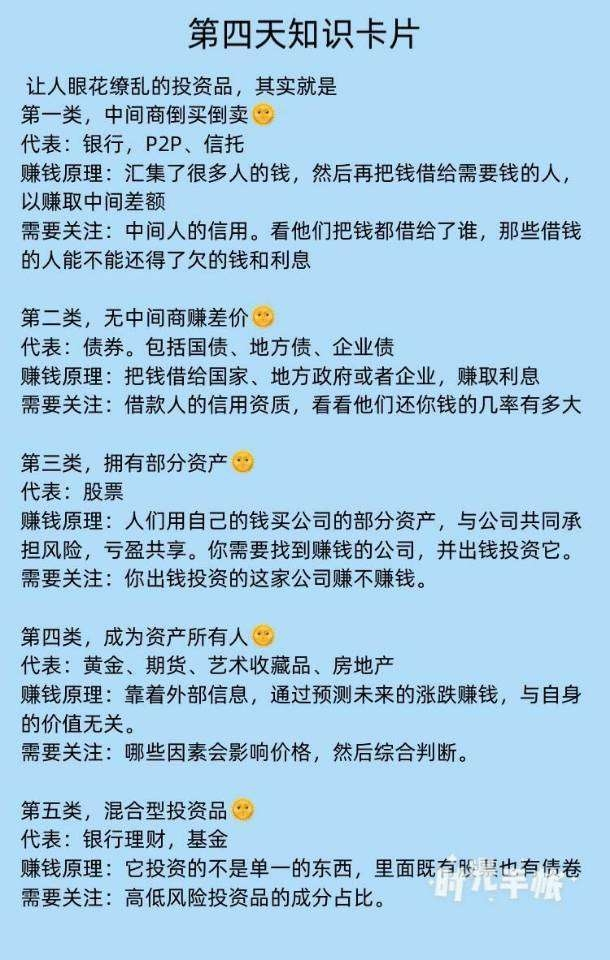 第四天知识卡片
让人眼花缭乱的投资品，其实就是
第一类，中间商倒买倒卖
代表：银行，P2P、信托
赚钱原理：汇集了很多人的钱，然后再把钱借给需要钱的人，
以赚取中间差额
需要关注：中间人的信用。看他们把钱都借给了谁，那些借钱
的人能不能还得了欠的钱和利息
第二类，无中间商赚差价
代表：债券。包括国债、地方债、企业债
赚钱原理：把钱借给国家、地方政府或者企业，赚取利息
需要关注：借款人的信用资质，看看他们还你钱的几率有多大
第三类，拥有部分资产
代表：股票
赚钱原理：人们用自己的钱买公司的部分资产，与公司共同承
担风险，亏盈共享。你需要找到赚钱的公司，并出钱投资它。
需要关注：你出钱投资的这家公司赚不赚钱。
第四类，成为资产所有人
代表：黄金、期货、艺术收藏品、房地产
赚钱原理：靠着外部信息，通过预测未来的涨跌赚钱，与自身
的价值无关。
需要关注：哪些因素会影响价格，然后综合判断。
第五类，混合型投资品
代表：银行理财，基金
赚钱原理：它投资的不是单一的东西，里面既有股票也有债卷
需要关注：高低风险投资品的成分占比。
时光手帐